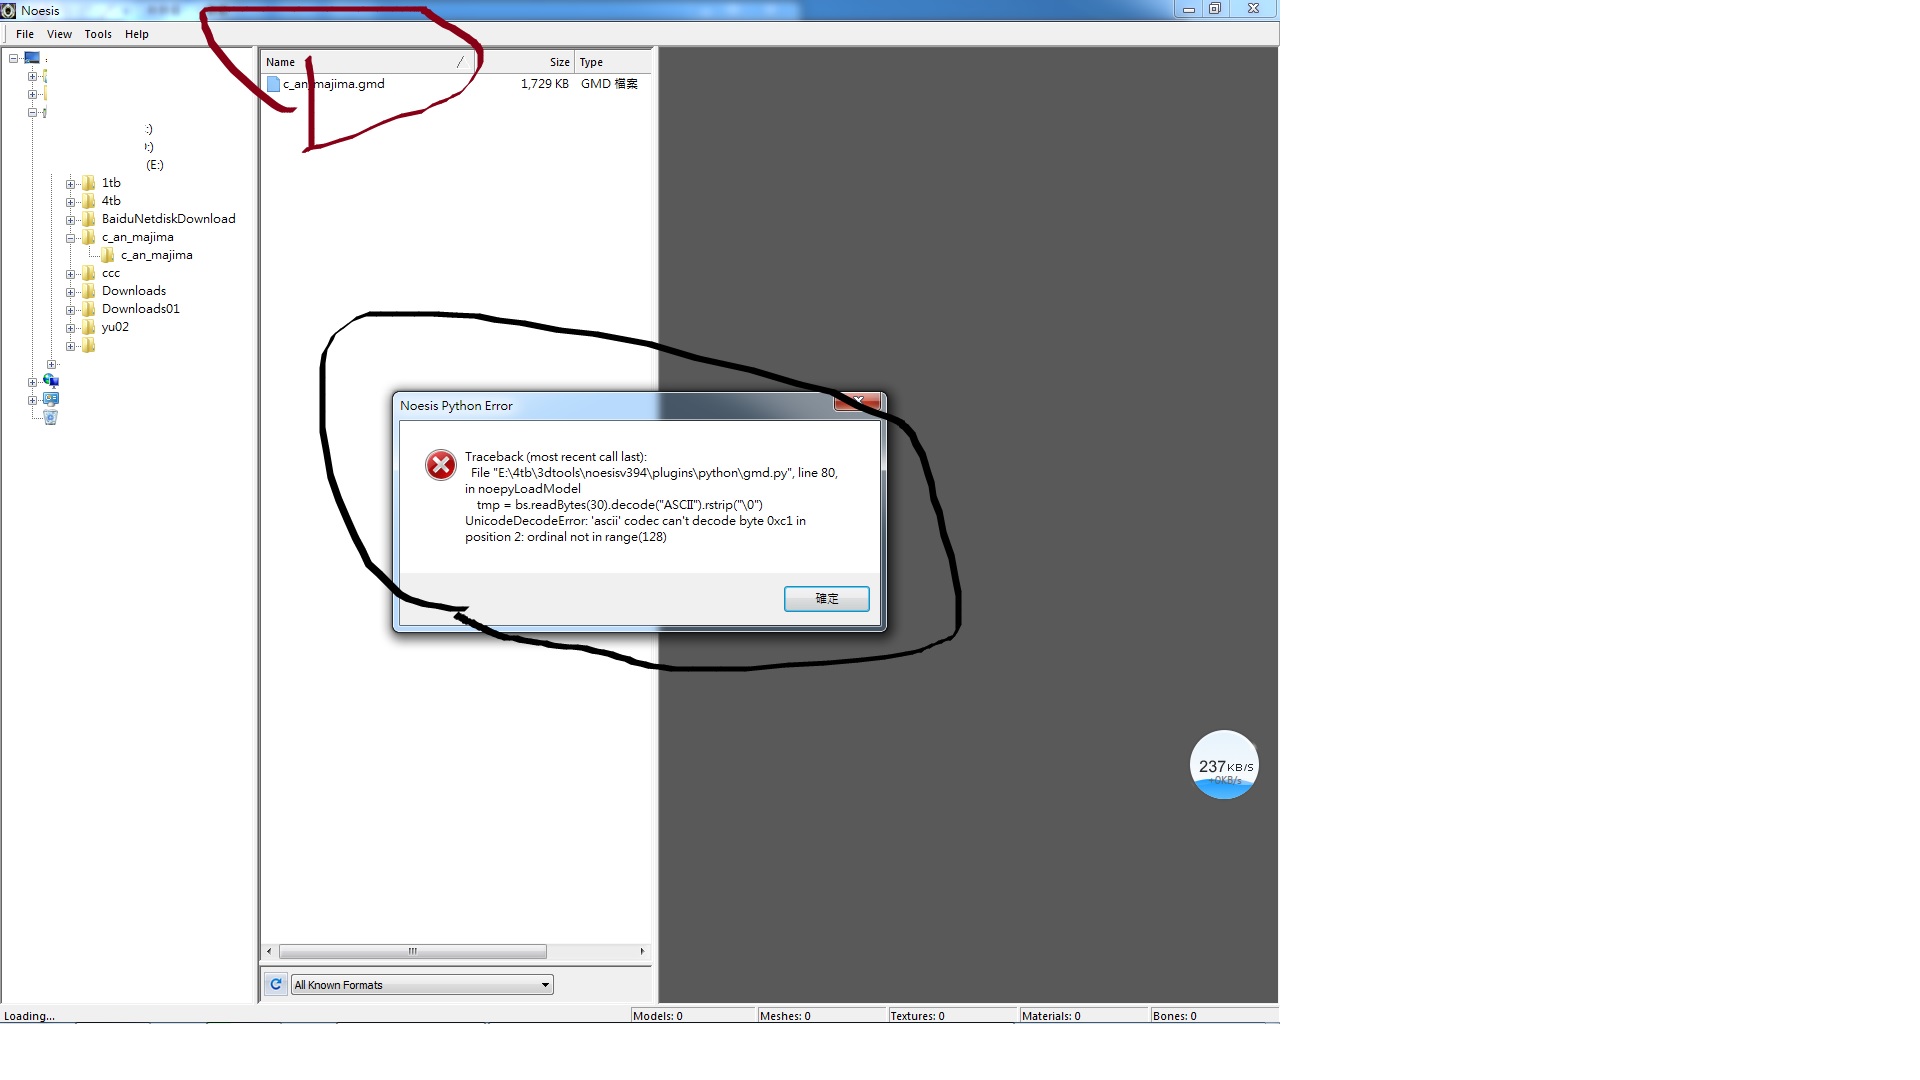 Noesis
File View Tools Help
Name Size Type
c_an_majima.gmd 1,729 KB GMD 檔案
:)
:)
(E:)
1tb
4tb
BaiduNetdiskDownload
c_an_majima
c_an_majima
ccc
Downloads
Downloads01
yu02
Noesis Python Error
Traceback (most recent call last):
File "E:\4tb\3dtools\noesisv394\plugins\python\gmd.py", line 80,
in noepyLoadModel
tmp = bs.readBytes(30).decode("ASCII").rstrip("\0")
UnicodeDecodeError: 'ascii' codec can't decode byte 0xc1 in
position 2: ordinal not in range(128)
確定
237KB/S
+0KB/s
All Known Formats
Loading... Models: 0 Meshes: 0 Textures: 0 Materials: 0 Bones: 0